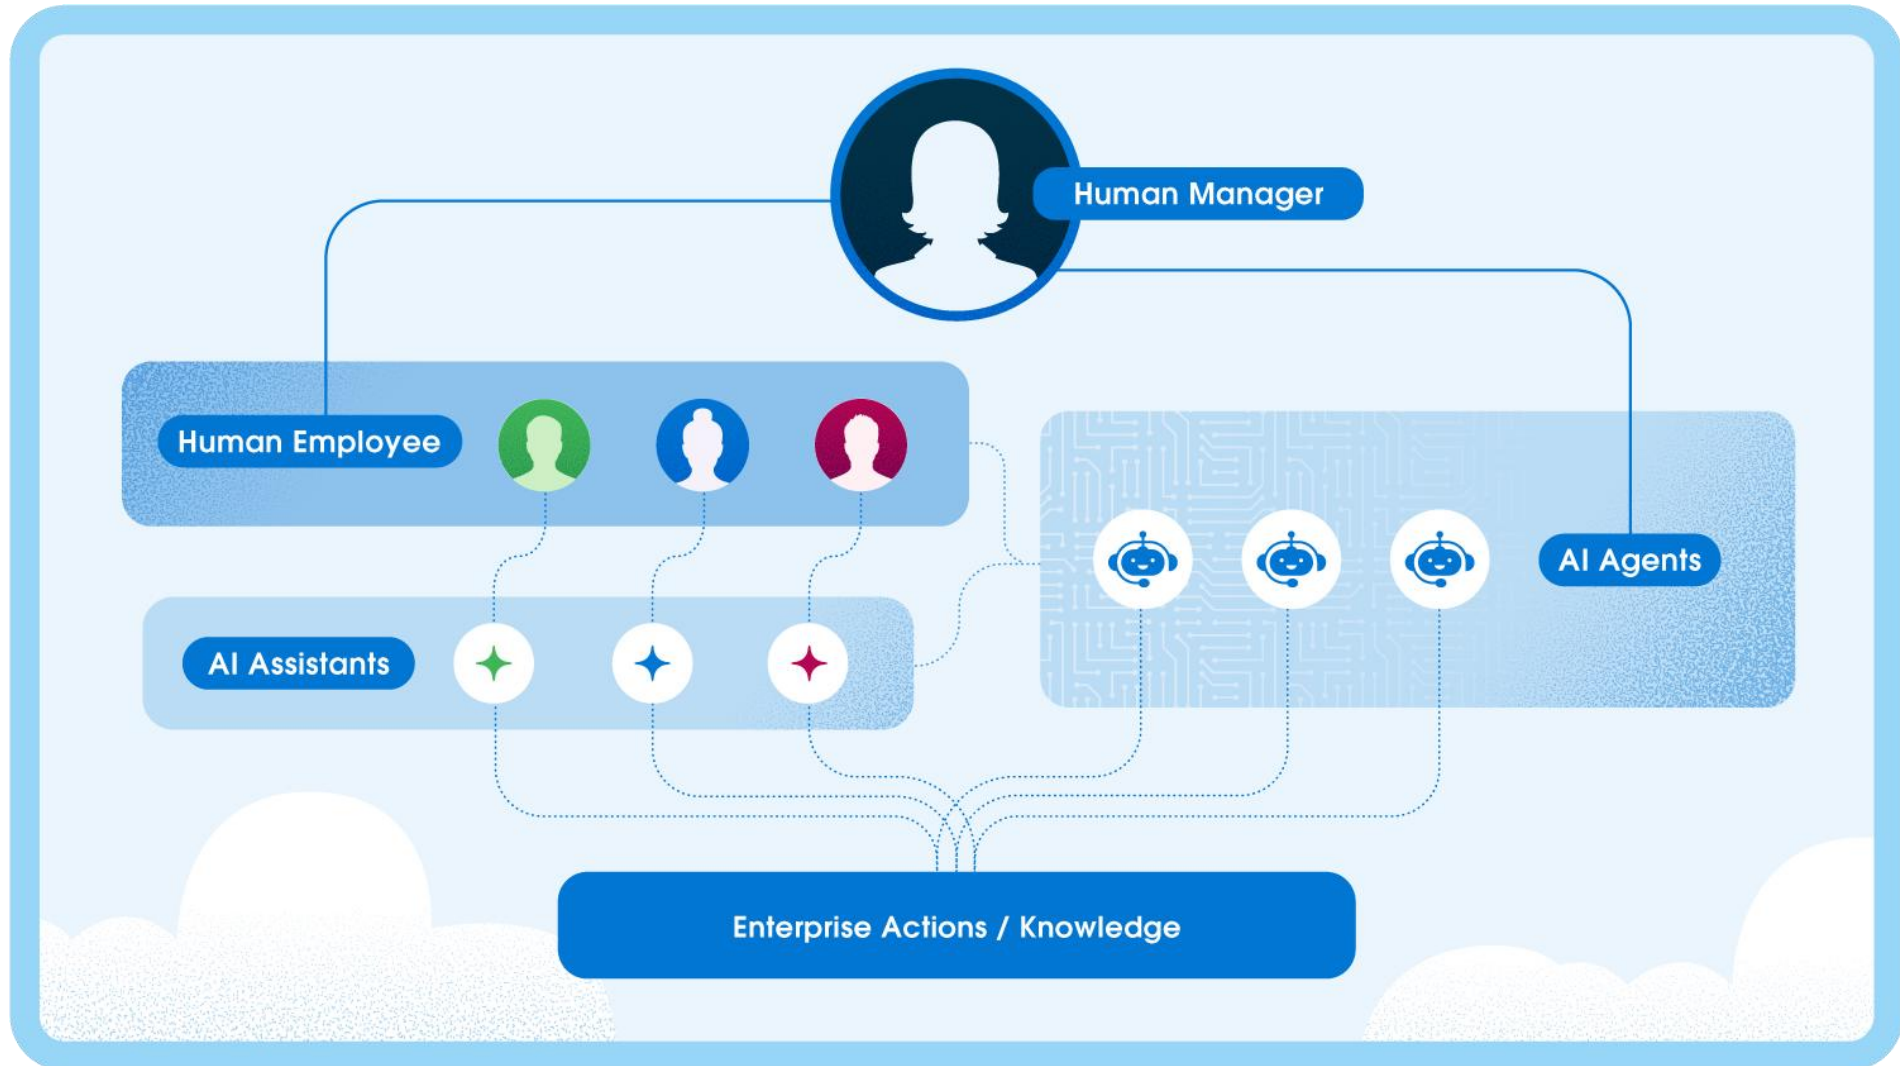 Human Manager
Human Employee
AI Agents
AI Assistants
Enterprise Actions / Knowledge